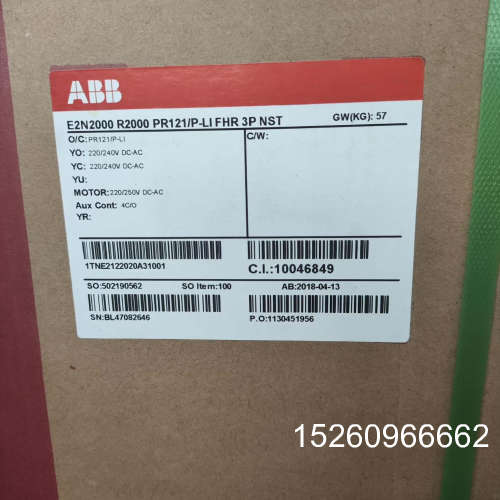 ABB
E2N2000 R2000 PR121/P-LI FHR 3P NST GW(KG): 57
O/C:PR121/P-LI
C/W:
YO: 220/240V DC-AC
YC: 220/240V DC-AC
YU:
MOTOR:220/250V DC-AC
Aux Cont: 4C/O
YR:
1TNE2122020A31001
C.I.:10046849
SO:502190562 SO Item:100 AB:2018-04-13
SN:BL47082646
P.O:1130451956
15260966662